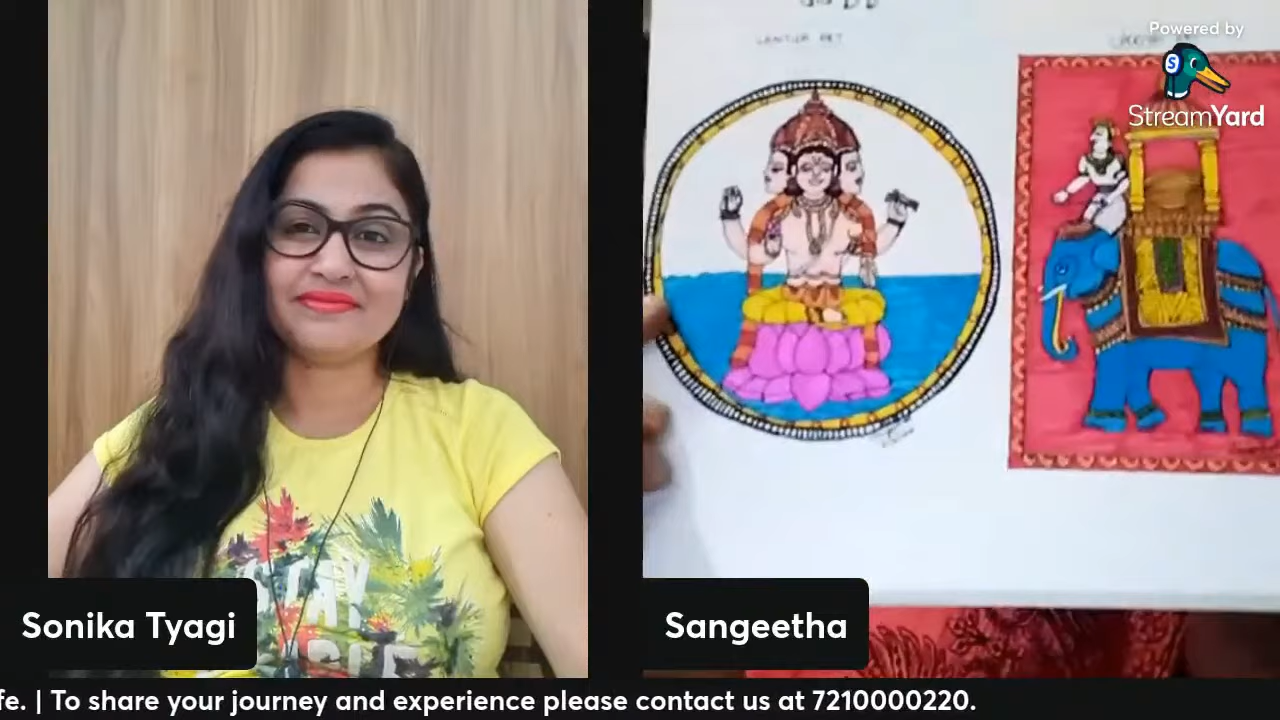 Powered by
StreamYard
Sonika Tyagi
Sangeetha
fe. | To share your journey and experience please contact us at 7210000220.